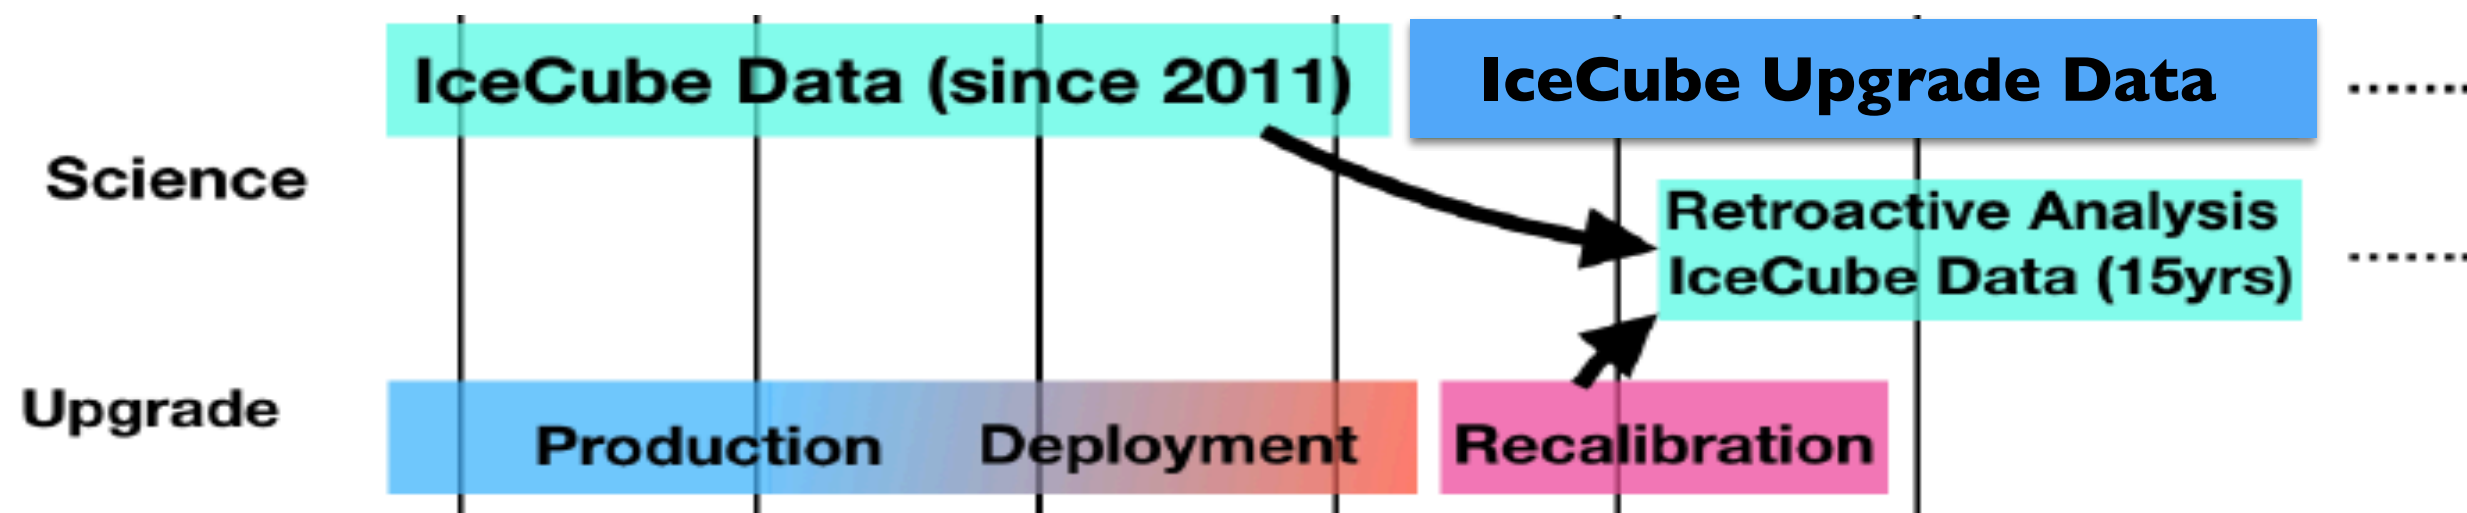 IceCube Data (since 2011)
IceCube Upgrade Data
Science
Retroactive Analysis
IceCube Data (15yrs)
Upgrade
Production
Deployment
Recalibration